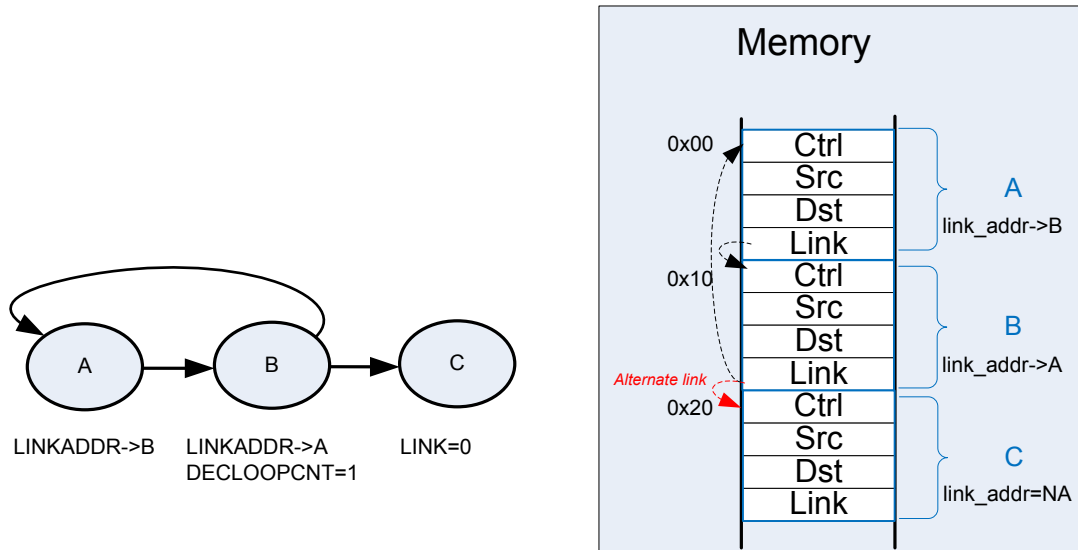 A
B
C
LINKADDR->B
LINKADDR->A
DECLOOPCNT=1
LINK=0
Memory
0x00
Ctrl
Src
Dst
Link
A
link_addr->B
0x10
Ctrl
Src
Dst
Link
B
link_addr->A
Alternate link
0x20
Ctrl
Src
Dst
Link
C
link_addr=NA